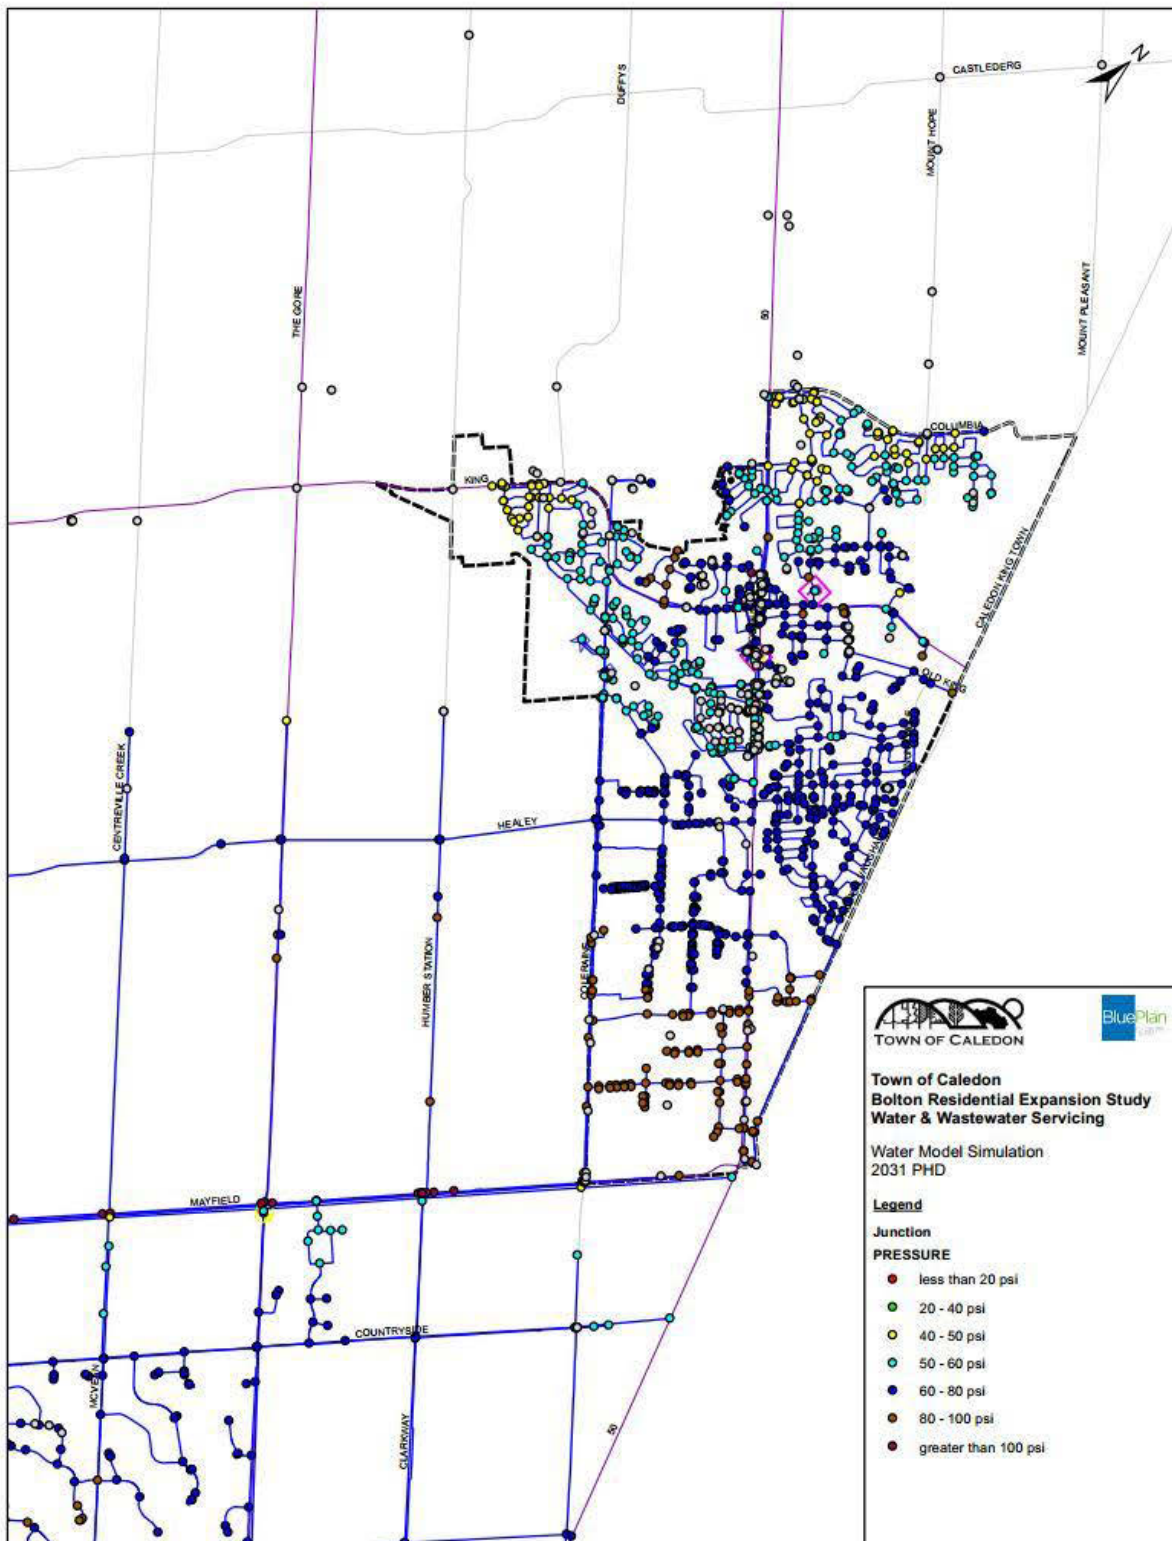 N
CASTLEDERG
DUFFYS
MOUNT HOPE
MOUNT PLEASANT
THE GORE
50
COLUMBIA
KING
CALEDON KING TOWN
OLD KING
CENTREVILLE CREEK
HEALEY
HUMBER STATION
COLERAINE
MAYFIELD
COUNTRYSIDE
MCVEAN
CLARKWAY
50
TOWN OF CALEDON
BluePlan
Town of Caledon
Bolton Residential Expansion Study
Water & Wastewater Servicing
Water Model Simulation
2031 PHD
Legend
Junction
PRESSURE
less than 20 psi
20 - 40 psi
40 - 50 psi
50 - 60 psi
60 - 80 psi
80 - 100 psi
greater than 100 psi